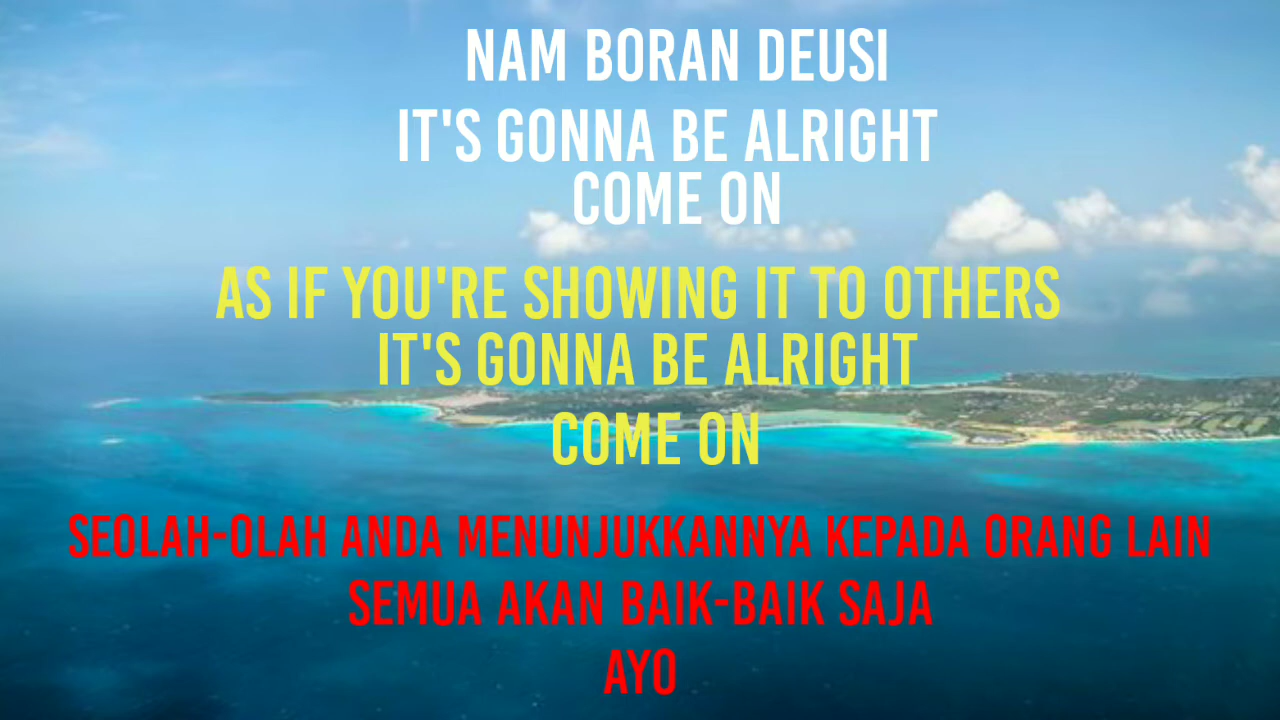 NAM BORAN DEUSI
IT'S GONNA BE ALRIGHT
COME ON
AS IF YOU'RE SHOWING IT TO OTHERS
IT'S GONNA BE ALRIGHT
COME ON
SEOLAH-OLAH ANDA MENUNJUKKANNYA KEPADA ORANG LAIN
SEMUA AKAN BAIK-BAIK SAJA
AYO